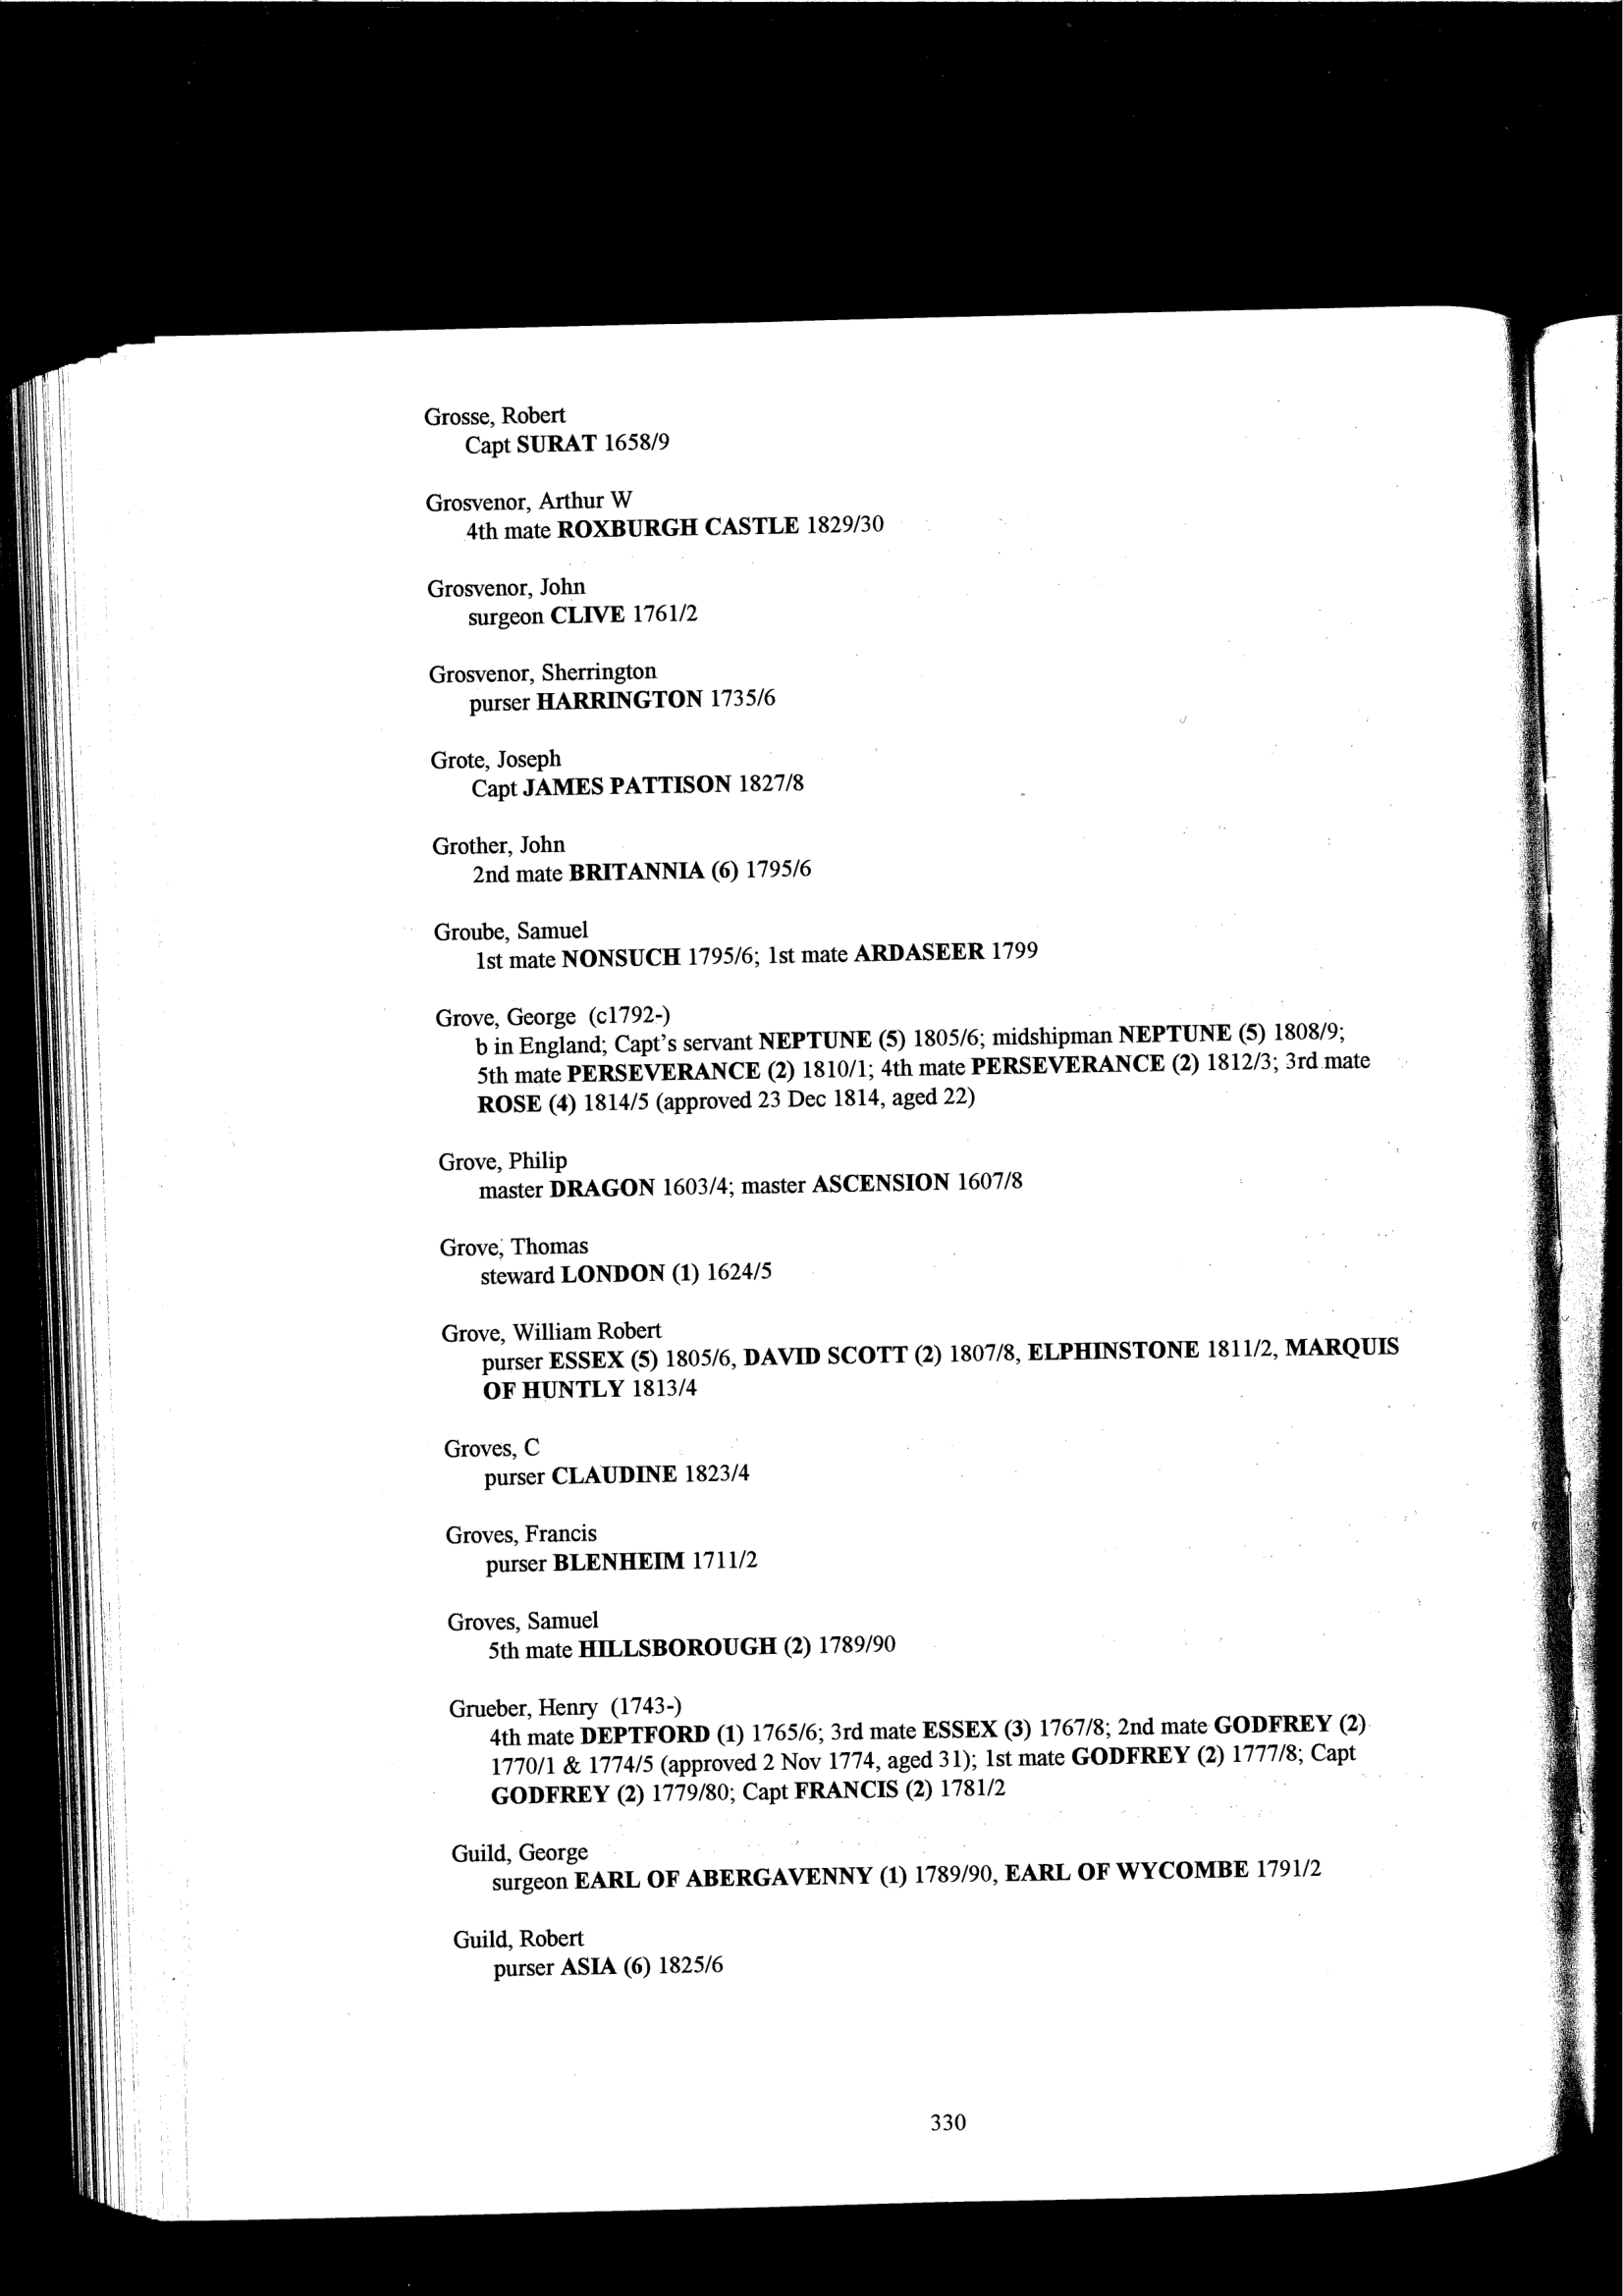 Grosse, Robert
Capt SURAT 1658/9
Grosvenor, Arthur W
4th mate ROXBURGH CASTLE 1829/30
Grosvenor, John
surgeon CLIVE 1761/2
Grosvenor, Sherrington
purser HARRINGTON 1735/6
Grote, Joseph
Capt JAMES PATTISON 1827/8
Grother, John
2nd mate BRITANNIA (6) 1795/6
Groube, Samuel
1st mate NONSUCH 1795/6; 1st mate ARDASEER 1799
Grove, George (c1792-)
b in England; Capt's servant NEPTUNE (5) 1805/6; midshipman NEPTUNE (5) 1808/9;
5th mate PERSEVERANCE (2) 1810/1; 4th mate PERSEVERANCE (2) 1812/3; 3rd mate
ROSE (4) 1814/5 (approved 23 Dec 1814, aged 22)
Grove, Philip
master DRAGON 1603/4; master ASCENSION 1607/8
Grove, Thomas
steward LONDON (1) 1624/5
Grove, William Robert
purser ESSEX (5) 1805/6, DAVID SCOTT (2) 1807/8, ELPHINSTONE 1811/2, MARQUIS
OF HUNTLY 1813/4
Groves, C
purser CLAUDINE 1823/4
Groves, Francis
purser BLENHEIM 1711/2
Groves, Samuel
5th mate HILLSBOROUGH (2) 1789/90
Grueber, Henry (1743-)
4th mate DEPTFORD (1) 1765/6; 3rd mate ESSEX (3) 1767/8; 2nd mate GODFREY (2)
1770/1 & 1774/5 (approved 2 Nov 1774, aged 31); 1st mate GODFREY (2) 1777/8; Capt
GODFREY (2) 1779/80; Capt FRANCIS (2) 1781/2
Guild, George
surgeon EARL OF ABERGAVENNY (1) 1789/90, EARL OF WYCOMBE 1791/2
Guild, Robert
purser ASIA (6) 1825/6
330